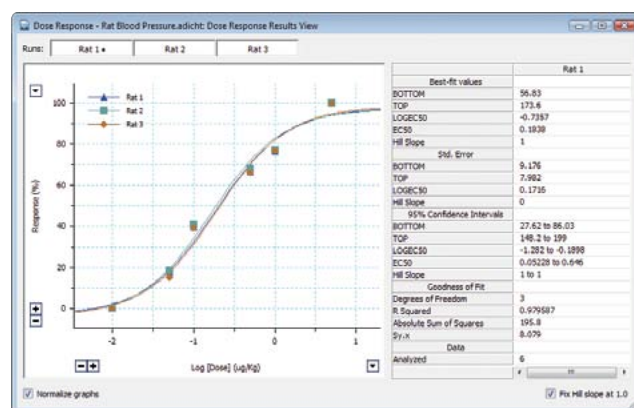 Dose Response - Rat Blood Pressure.adicht: Dose Response Results View
Runs: Rat 1 • Rat 2 Rat 3
Rat 1
Rat 2
Rat 3
100
80
60
40
20
0
Response (%)
-2 -1 0 1
Log [Dose] (ug/Kg)
Rat 1
Best-fit values
BOTTOM 56.83
TOP 173.6
LOGEC50 -0.7357
EC50 0.1838
Hill Slope 1
Std. Error
BOTTOM 9.176
TOP 7.982
LOGEC50 0.1716
Hill Slope 0
95% Confidence Intervals
BOTTOM 27.62 to 86.03
TOP 148.2 to 199
LOGEC50 -1.282 to -0.1898
EC50 0.05228 to 0.646
Hill Slope 1 to 1
Goodness of Fit
Degrees of Freedom 3
R Squared 0.979587
Absolute Sum of Squares 195.8
Sy.x 8.079
Data
Analyzed 6
Normalize graphs
Fix Hill slope at 1.0